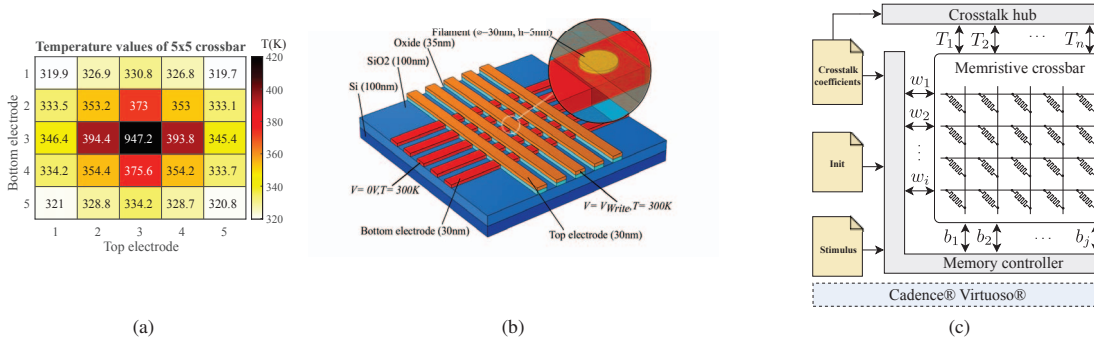 Temperature values of 5x5 crossbar
T(K)
420
400
380
360
340
320
Bottom electrode
1 319.9 326.9 330.8 326.8 319.7
2 333.5 353.2 373 353 333.1
3 346.4 394.4 947.2 393.8 345.4
4 334.2 354.4 375.6 354.2 333.7
5 321 328.8 334.2 328.7 320.8
1 2 3 4 5
Top electrode
(a)
Oxide (35nm)
SiO2 (100nm)
Si (100nm)
V= 0V,T= 300K
V= VWrite,T= 300K
Bottom electrode (30nm)
Top electrode (30nm)
(b)
Crosstalk hub
T1 T2 ... Tn
Crosstalk
coefficients
Memristive crossbar
w1
w2
⋮
wi
Init
Stimulus
b1 b2 ... bj
Memory controller
Cadence® Virtuoso®
(c)